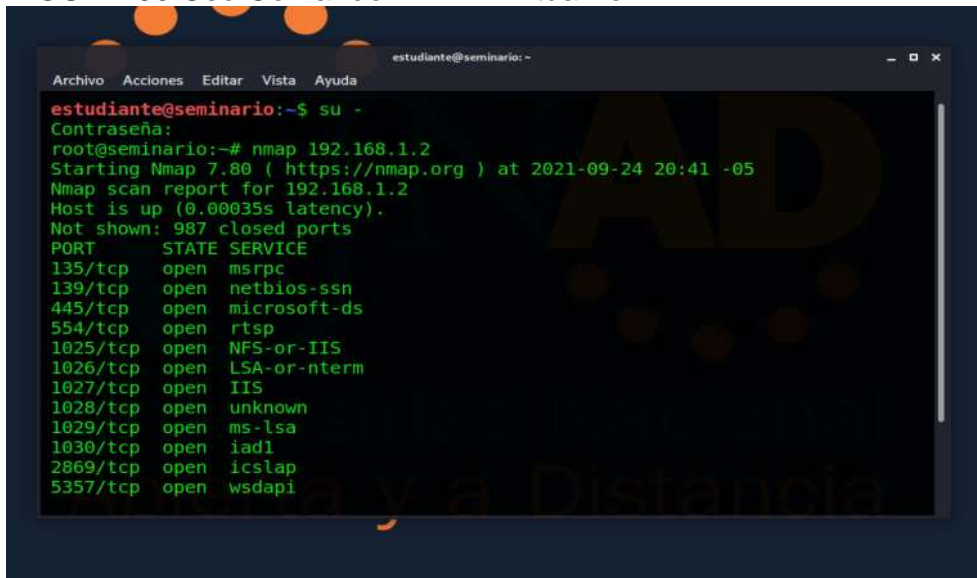 estudiante@seminario: ~
Archivo Acciones Editar Vista Ayuda
estudiante@seminario:~$ su -
Contraseña:
root@seminario:~# nmap 192.168.1.2
Starting Nmap 7.80 ( https://nmap.org ) at 2021-09-24 20:41 -05
Nmap scan report for 192.168.1.2
Host is up (0.00035s latency).
Not shown: 987 closed ports
PORT STATE SERVICE
135/tcp open msrpc
139/tcp open netbios-ssn
445/tcp open microsoft-ds
554/tcp open rtsp
1025/tcp open NFS-or-IIS
1026/tcp open LSA-or-nterm
1027/tcp open IIS
1028/tcp open unknown
1029/tcp open ms-lsa
1030/tcp open iad1
2869/tcp open icslap
5357/tcp open wsdapi
AD
Abierta y a Distancia